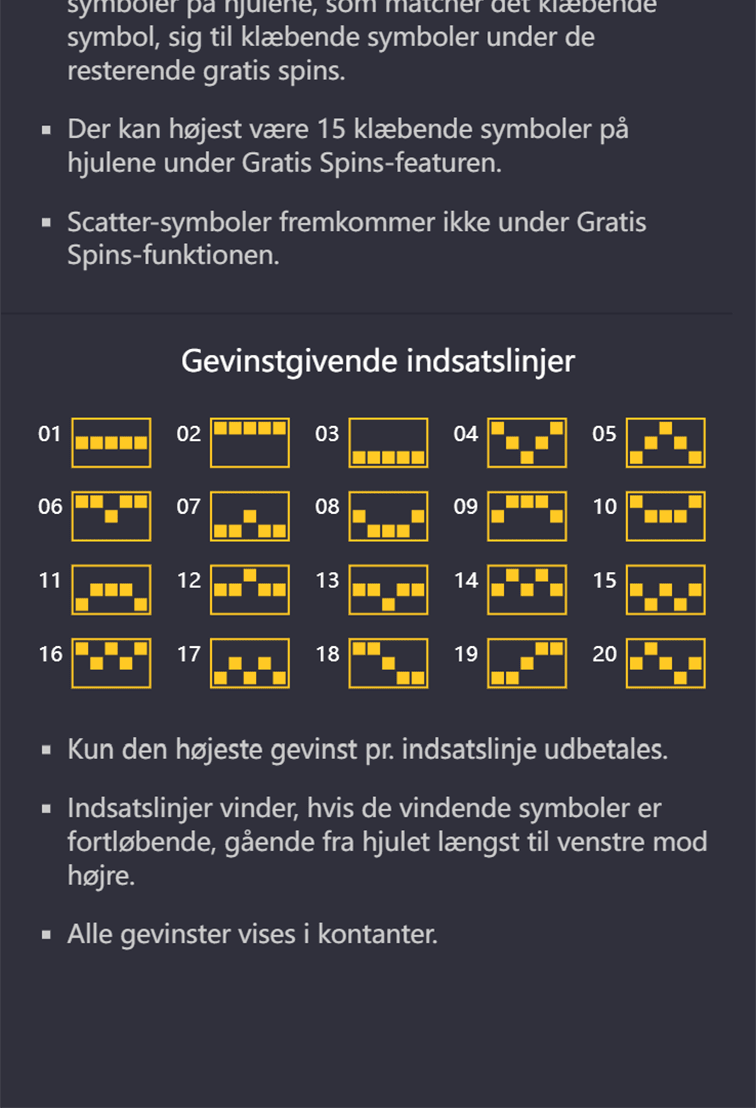 symboler på hjulene, som matcher det klæbende
symbol, sig til klæbende symboler under de
resterende gratis spins.
▪ Der kan højest være 15 klæbende symboler på
hjulene under Gratis Spins-featuren.
▪ Scatter-symboler fremkommer ikke under Gratis
Spins-funktionen.
Gevinstgivende indsatslinjer
01 02 03 04 05
06 07 08 09 10
11 12 13 14 15
16 17 18 19 20
▪ Kun den højeste gevinst pr. indsatslinje udbetales.
▪ Indsatslinjer vinder, hvis de vindende symboler er
fortløbende, gående fra hjulet længst til venstre mod
højre.
▪ Alle gevinster vises i kontanter.